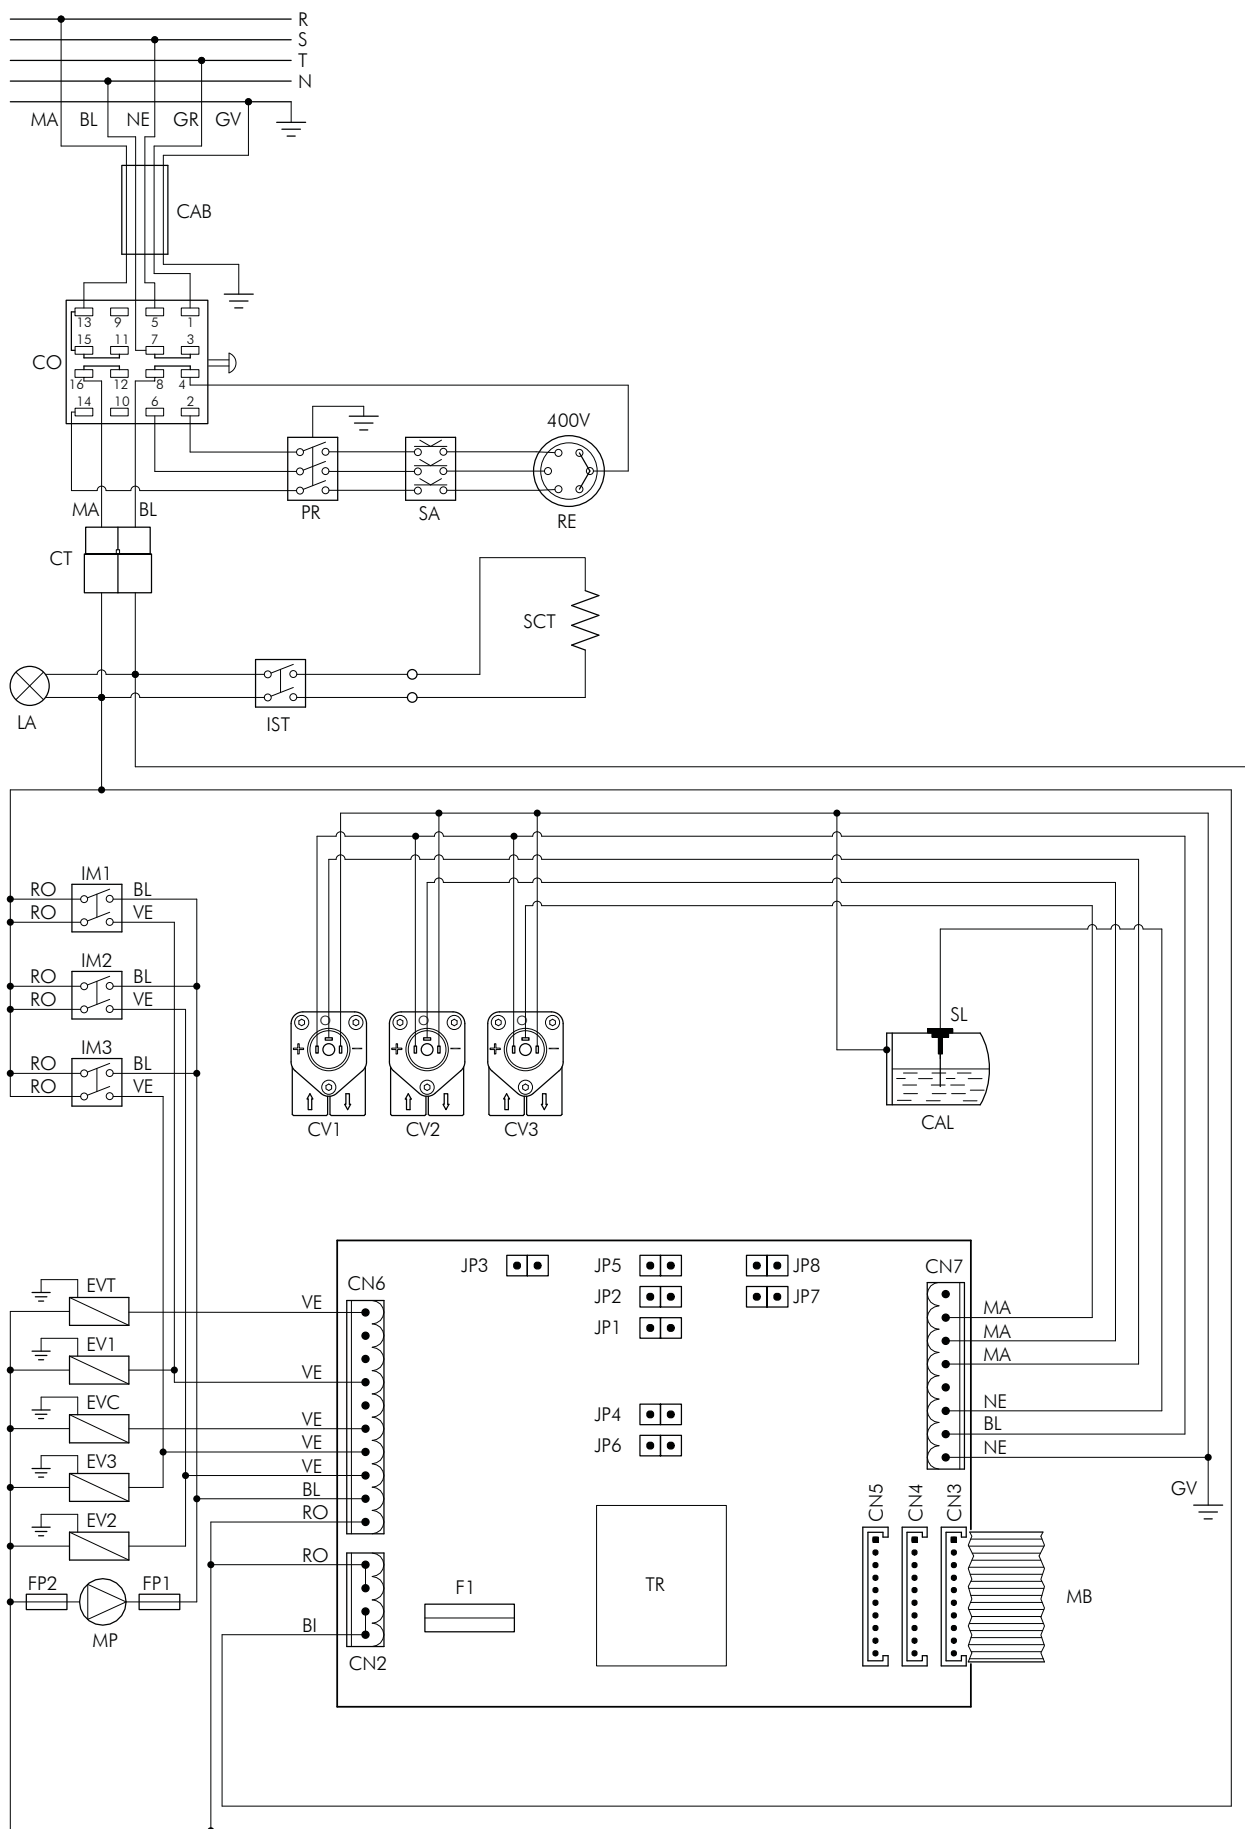 R
S
T
N
MA BL NE GR GV
CAB
13 9 5 1
15 11 7 3
CO
16 12 8 4
14 10 6 2
400V
MA BL
PR SA RE
CT
SCT
LA IST
IM1
RO BL
RO VE
IM2
RO BL
RO VE
IM3
RO BL
RO VE
SL
+ − + − + −
CV1 CV2 CV3 CAL
JP3 JP5 JP8
CN6 CN7
EVT
VE JP2 JP7
MA
JP1
MA
EV1
MA
VE
EVC
NE
VE JP4
BL
VE JP6
NE
EV3
VE
BL
GV
RO
CN5 CN4 CN3
EV2
RO
FP2 FP1 F1 TR
MB
BI
MP
CN2